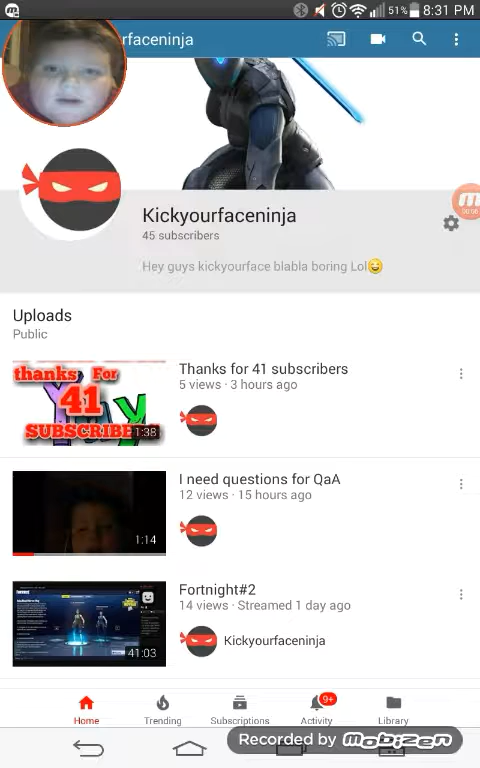 51% 8:31 PM
rfaceninja
Kickyourfaceninja
45 subscribers
Hey guys kickyourface blabla boring Lol
00:06
Uploads
Public
thanks For
41
SUBSCRIBE
1:38
Thanks for 41 subscribers
5 views · 3 hours ago
1:14
I need questions for QaA
12 views · 15 hours ago
41:03
Fortnight#2
14 views · Streamed 1 day ago
Kickyourfaceninja
9+
Home Trending Subscriptions Activity Library
Recorded by mobizen